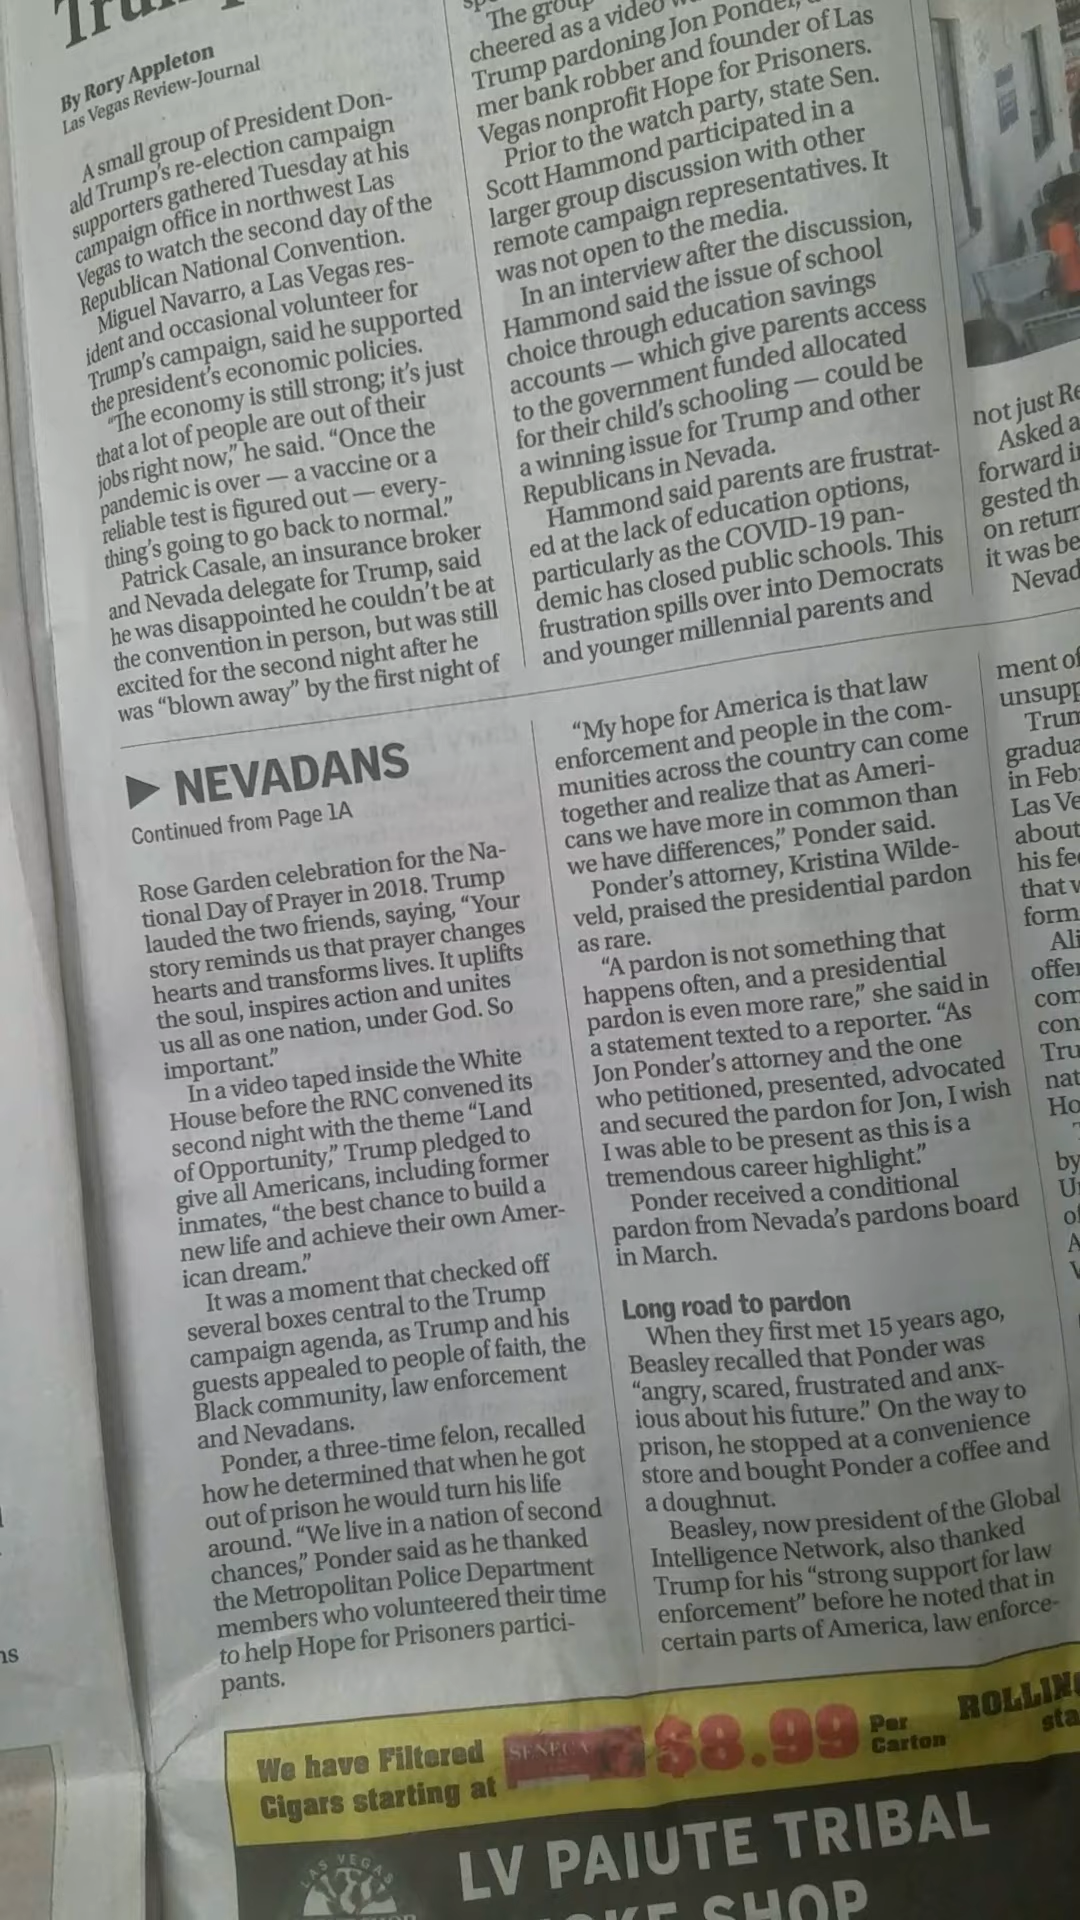 By Rory Appleton
Las Vegas Review-Journal
A small group of President Don-
ald Trump's re-election campaign
supporters gathered Tuesday at his
campaign office in northwest Las
Vegas to watch the second day of the
Republican National Convention.
Miguel Navarro, a Las Vegas res-
ident and occasional volunteer for
Trump's campaign, said he supported
the president's economic policies.
“The economy is still strong; it's just
that a lot of people are out of their
jobs right now,” he said. “Once the
pandemic is over — a vaccine or a
reliable test is figured out — every-
thing's going to go back to normal.”
Patrick Casale, an insurance broker
and Nevada delegate for Trump, said
he was disappointed he couldn't be at
the convention in person, but was still
excited for the second night after he
was “blown away” by the first night of
The group
cheered as a video
Trump pardoning Jon Ponder,
mer bank robber and founder of Las
Vegas nonprofit Hope for Prisoners.
Prior to the watch party, state Sen.
Scott Hammond participated in a
larger group discussion with other
remote campaign representatives. It
was not open to the media.
In an interview after the discussion,
Hammond said the issue of school
choice through education savings
accounts — which give parents access
to the government funded allocated
for their child's schooling — could be
a winning issue for Trump and other
Republicans in Nevada.
Hammond said parents are frustrat-
ed at the lack of education options,
particularly as the COVID-19 pan-
demic has closed public schools. This
frustration spills over into Democrats
and younger millennial parents and
not just Re
Asked a
forward i
gested th
on return
it was be
Nevad
▶ NEVADANS
Continued from Page 1A
Rose Garden celebration for the Na-
tional Day of Prayer in 2018. Trump
lauded the two friends, saying, “Your
story reminds us that prayer changes
hearts and transforms lives. It uplifts
the soul, inspires action and unites
us all as one nation, under God. So
important.”
In a video taped inside the White
House before the RNC convened its
second night with the theme “Land
of Opportunity,” Trump pledged to
give all Americans, including former
inmates, “the best chance to build a
new life and achieve their own Amer-
ican dream.”
It was a moment that checked off
several boxes central to the Trump
campaign agenda, as Trump and his
guests appealed to people of faith, the
Black community, law enforcement
and Nevadans.
Ponder, a three-time felon, recalled
how he determined that when he got
out of prison he would turn his life
around. “We live in a nation of second
chances,” Ponder said as he thanked
the Metropolitan Police Department
members who volunteered their time
to help Hope for Prisoners partici-
pants.
“My hope for America is that law
enforcement and people in the com-
munities across the country can come
together and realize that as Ameri-
cans we have more in common than
we have differences,” Ponder said.
Ponder's attorney, Kristina Wilde-
veld, praised the presidential pardon
as rare.
“A pardon is not something that
happens often, and a presidential
pardon is even more rare,” she said in
a statement texted to a reporter. “As
Jon Ponder's attorney and the one
who petitioned, presented, advocated
and secured the pardon for Jon, I wish
I was able to be present as this is a
tremendous career highlight.”
Ponder received a conditional
pardon from Nevada's pardons board
in March.
Long road to pardon
When they first met 15 years ago,
Beasley recalled that Ponder was
“angry, scared, frustrated and anx-
ious about his future.” On the way to
prison, he stopped at a convenience
store and bought Ponder a coffee and
a doughnut.
Beasley, now president of the Global
Intelligence Network, also thanked
Trump for his “strong support for law
enforcement” before he noted that in
certain parts of America, law enforce-
ment of
unsupp
Trum
gradua
in Feb
Las Ve
about
his fe
that w
form
Ali
offer
com
con
Tru
nat
Ho
by
U
of
A
We have Filtered
Cigars starting at
SENECA
$8.99
Per
Carton
ROLLING
sta
LAS VEGAS
LV PAIUTE TRIBAL
SHOP